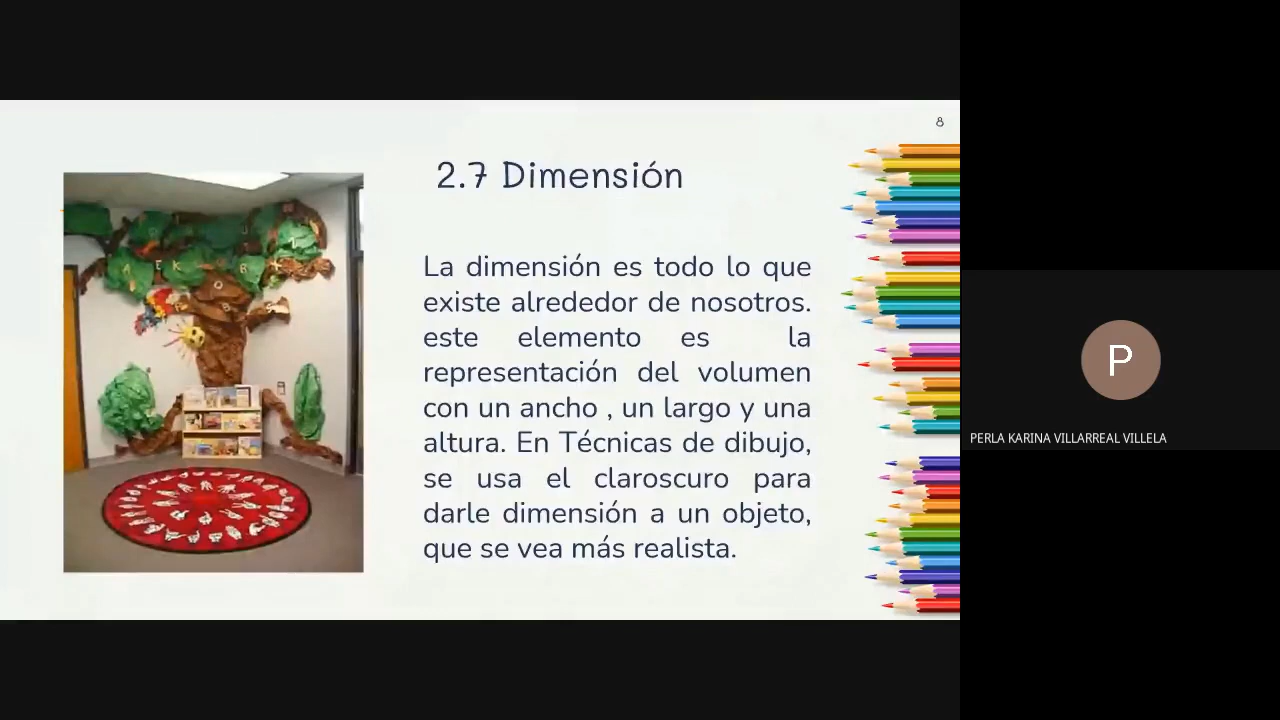 8
2.7 Dimensión
La dimensión es todo lo que
existe alrededor de nosotros.
este elemento es la
representación del volumen
con un ancho , un largo y una
altura. En Técnicas de dibujo,
se usa el claroscuro para
darle dimensión a un objeto,
que se vea más realista.
P
PERLA KARINA VILLARREAL VILLELA